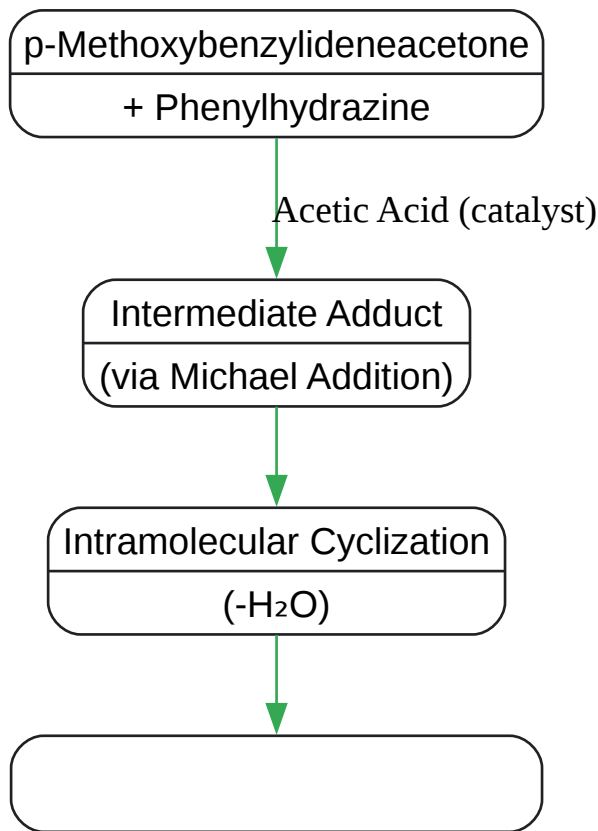 p-Methoxybenzylideneacetone
+ Phenylhydrazine
Acetic Acid (catalyst)
Intermediate Adduct
(via Michael Addition)
Intramolecular Cyclization
(-H₂O)